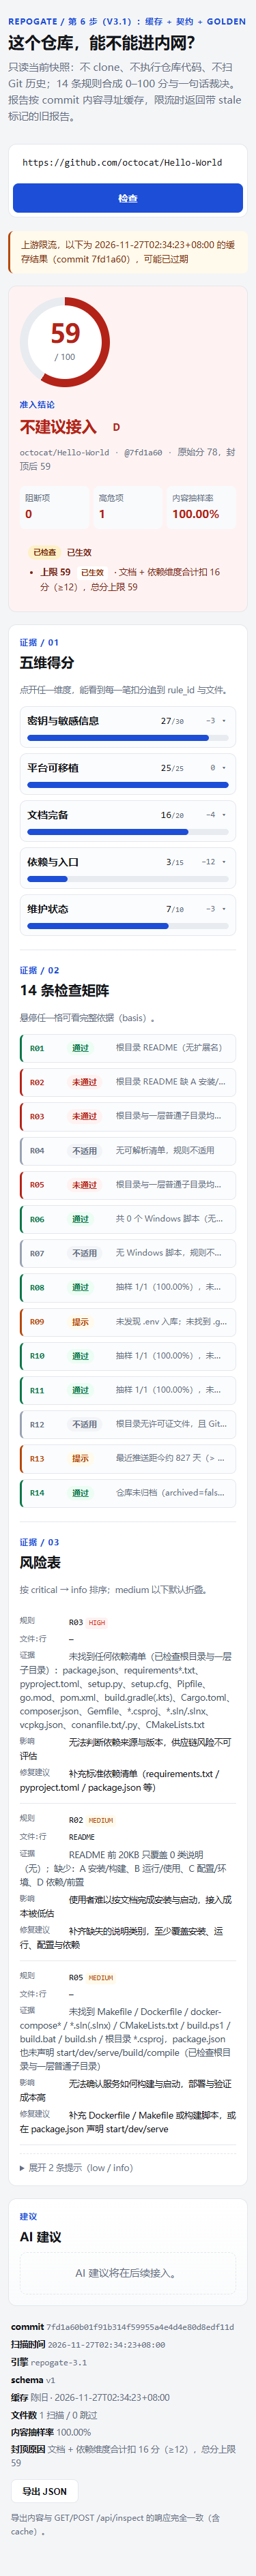 REPOGATE / 第 6 步（V3.1）：缓存 + 契约 + GOLDEN
这个仓库，能不能进内网？
只读当前快照：不 clone、不执行仓库代码、不扫
Git 历史；14 条规则合成 0–100 分与一句话裁决。
报告按 commit 内容寻址缓存，限流时返回带 stale
标记的旧报告。
https://github.com/octocat/Hello-World
检查
上游限流，以下为 2026-11-27T02:34:23+08:00 的缓
存结果（commit 7fd1a60），可能已过期
59
/ 100
准入结论
不建议接入 D
octocat/Hello-World · @7fd1a60 · 原始分 78，封
顶后 59
阻断项 高危项 内容抽样率
0 1 100.00%
已检查 已生效
• 上限 59 已生效 · 文档 + 依赖维度合计扣 16
分（≥12），总分上限 59
证据 / 01
五维得分
点开任一维度，能看到每一笔扣分追到 rule_id 与文件。
密钥与敏感信息 27/30 −3 ▾
平台可移植 25/25 0 ▾
文档完备 16/20 −4 ▾
依赖与入口 3/15 −12 ▾
维护状态 7/10 −3 ▾
证据 / 02
14 条检查矩阵
悬停任一格可看完整依据（basis）。
R01 通过 根目录 README（无扩展名）
R02 未通过 根目录 README 缺 A 安装/...
R03 未通过 根目录与一层普通子目录均...
R04 不适用 无可解析清单，规则不适用
R05 未通过 根目录与一层普通子目录均...
R06 通过 共 0 个 Windows 脚本（无...
R07 不适用 无 Windows 脚本，规则不...
R08 通过 抽样 1/1（100.00%），未...
R09 提示 未发现 .env 入库；未找到 .g...
R10 通过 抽样 1/1（100.00%），未...
R11 通过 抽样 1/1（100.00%），未...
R12 不适用 根目录无许可证文件，且 Git...
R13 提示 最近推送距今约 827 天（> ...
R14 通过 仓库未归档（archived=fals...
证据 / 03
风险表
按 critical → info 排序；medium 以下默认折叠。
规则 R03 HIGH
文件:行 —
证据 未找到任何依赖清单（已检查根目录与一层
子目录）：package.json、requirements*.txt、
pyproject.toml、setup.py、setup.cfg、Pipfile、
go.mod、pom.xml、build.gradle(.kts)、Cargo.toml、
composer.json、Gemfile、*.csproj、*.sln/.slnx、
vcpkg.json、conanfile.txt/.py、CMakeLists.txt
影响 无法判断依赖来源与版本，供应链风险不可
评估
修复建议 补充标准依赖清单（requirements.txt /
pyproject.toml / package.json 等）
规则 R02 MEDIUM
文件:行 README
证据 README 前 20KB 只覆盖 0 类说明
（无）；缺少：A 安装/构建、B 运行/使用、C 配置/环
境、D 依赖/前置
影响 使用者难以按文档完成安装与启动，接入成
本被低估
修复建议 补齐缺失的说明类别，至少覆盖安装、运
行、配置与依赖
规则 R05 MEDIUM
文件:行 —
证据 未找到 Makefile / Dockerfile / docker-
compose* / *.sln(.slnx) / CMakeLists.txt / build.ps1 /
build.bat / build.sh / 根目录 *.csproj，package.json
也未声明 start/dev/serve/build/compile（已检查根目
录与一层普通子目录）
影响 无法确认服务如何构建与启动，部署与验证
成本高
修复建议 补充 Dockerfile / Makefile 或构建脚本，或
在 package.json 声明 start/dev/serve
▸ 展开 2 条提示（low / info）
建议
AI 建议
AI 建议将在后续接入。
commit 7fd1a60b01f91b314f59955a4e4d4e80d8edf11d
扫描时间 2026-11-27T02:34:23+08:00
引擎 repogate-3.1
schema v1
缓存 陈旧 · 2026-11-27T02:34:23+08:00
文件数 1 扫描 / 0 跳过
内容抽样率 100.00%
封顶原因 文档 + 依赖维度合计扣 16 分（≥12），总分上限
59
导出 JSON
导出内容与 GET/POST /api/inspect 的响应完全一致（含
cache）。